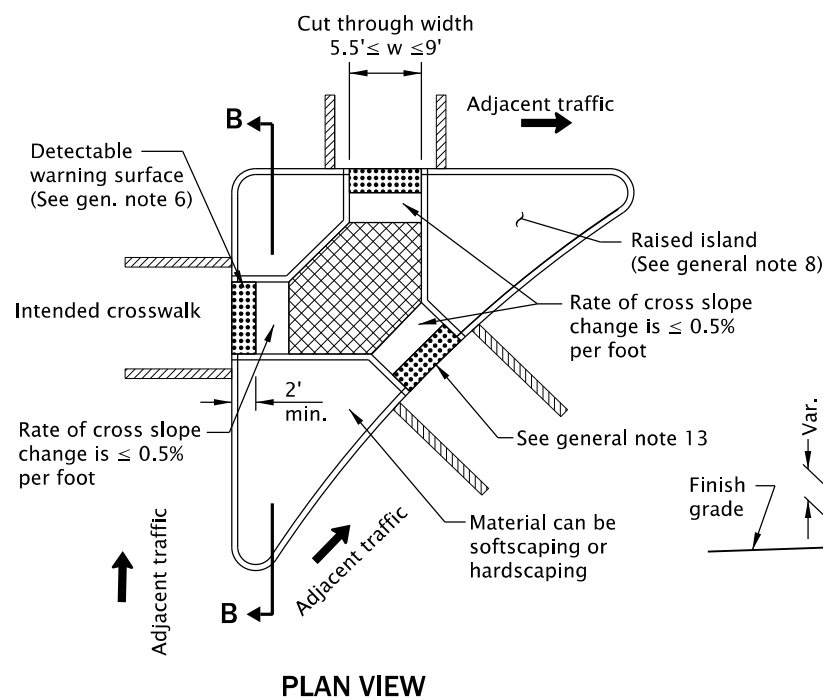 Cut through width
5.5'≤ w ≤9'
B
Adjacent traffic
Detectable
warning surface
(See gen. note 6)
Raised island
(See general note 8)
Intended crosswalk
Rate of cross slope
change is ≤ 0.5%
per foot
2'
min.
Rate of cross slope
change is ≤ 0.5%
per foot
See general note 13
Var.
Finish
grade
Material can be
softscaping or
hardscaping
Adjacent traffic
Adjacent traffic
B
PLAN VIEW